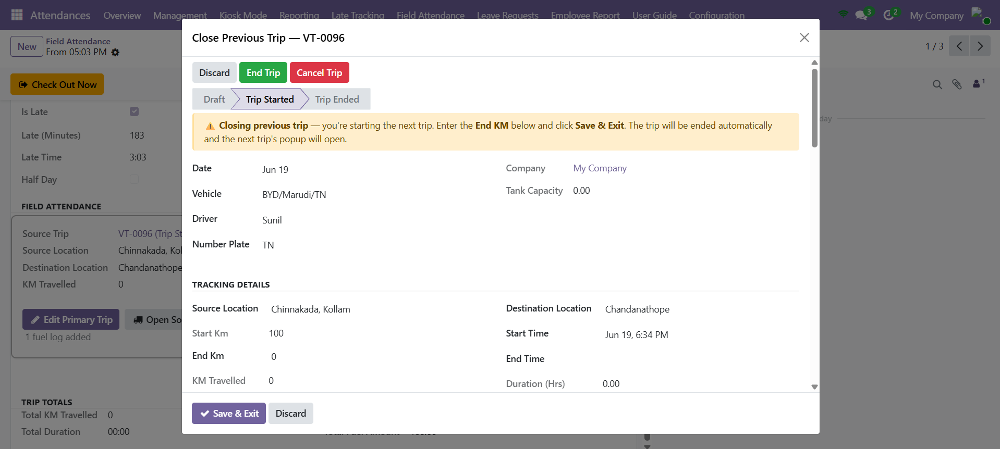 Attendances Overview Management Kiosk Mode Reporting Late Tracking Field Attendance Leave Requests Employee Report User Guide Configuration 3 2 My Company
New Field Attendance
From 05:03 PM
1 / 3
Check Out Now
1
Is Late
Late (Minutes) 183
Late Time 3:03
Half Day
FIELD ATTENDANCE
Source Trip VT-0096 (Trip St
Source Location Chinnakada, Kol
Destination Location Chandanathope
KM Travelled 0
Edit Primary Trip Open So
1 fuel log added
TRIP TOTALS
Total KM Travelled 0
Total Duration 00:00
day
Close Previous Trip — VT-0096
Discard End Trip Cancel Trip
Draft Trip Started Trip Ended
Closing previous trip — you're starting the next trip. Enter the End KM below and click Save & Exit. The trip will be ended automatically
and the next trip's popup will open.
Date Jun 19 Company My Company
Vehicle BYD/Marudi/TN Tank Capacity 0.00
Driver Sunil
Number Plate TN
TRACKING DETAILS
Source Location Chinnakada, Kollam Destination Location Chandanathope
Start Km 100 Start Time Jun 19, 6:34 PM
End Km 0 End Time
KM Travelled 0 Duration (Hrs) 0.00
Save & Exit Discard